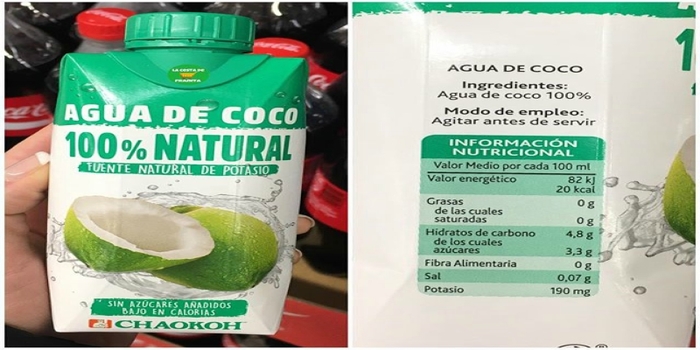 LA COSTA DE
AGUA DE COCO
100% NATURAL
FUENTE NATURAL DE POTASIO
SIN AZÚCARES AÑADIDOS
BAJO EN CALORÍAS
CHAOKOH
AGUA DE COCO
Ingredientes:
Agua de coco 100%
Modo de empleo:
Agitar antes de servir
INFORMACIÓN
NUTRICIONAL
Valor Medio por cada 100 ml
Valor energético 82 kj
20 kcal
Grasas 0 g
de las cuales
saturadas 0 g
Hidratos de carbono 4,8 g
de los cuales
azúcares 3,3 g
Fibra Alimentaria 0 g
Sal 0,07 g
Potasio 190 mg